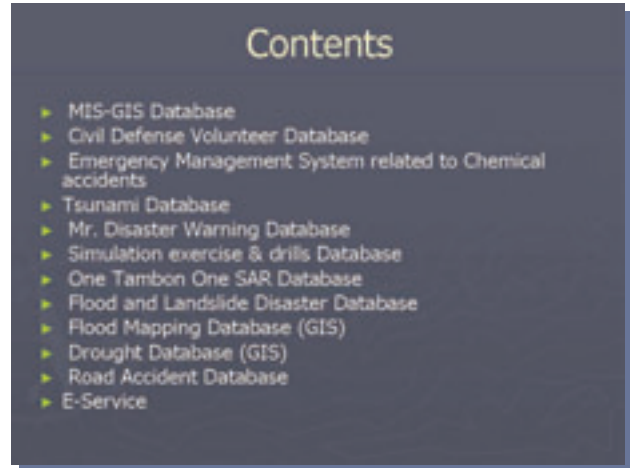 Contents
► MIS-GIS Database
► Civil Defense Volunteer Database
► Emergency Management System related to Chemical
accidents
► Tsunami Database
► Mr. Disaster Warning Database
► Simulation exercise & drills Database
► One Tambon One SAR Database
► Flood and Landslide Disaster Database
► Flood Mapping Database (GIS)
► Drought Database (GIS)
► Road Accident Database
► E-Service